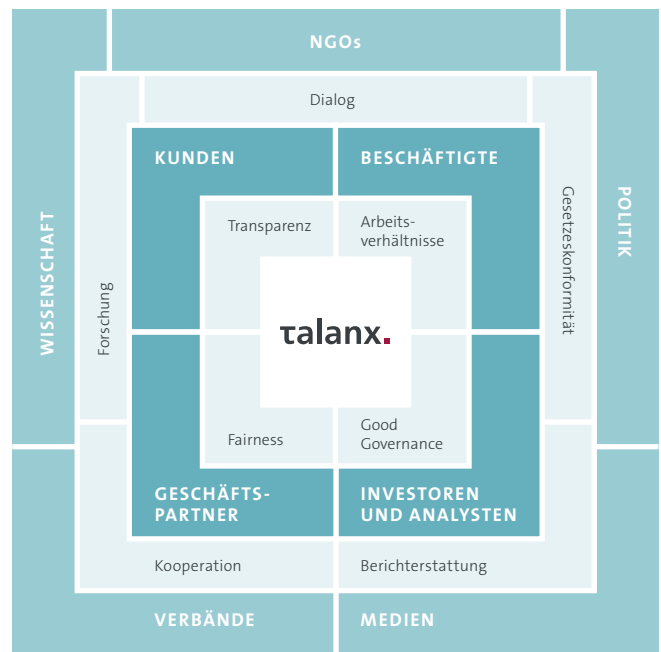 NGOs
Dialog
KUNDEN
BESCHÄFTIGTE
Transparenz
Arbeits-
verhältnisse
WISSENSCHAFT
Forschung
Gesetzeskonformität
POLITIK
talanx.
Fairness
Good
Governance
GESCHÄFTS-
PARTNER
INVESTOREN
UND ANALYSTEN
Kooperation
Berichterstattung
VERBÄNDE
MEDIEN